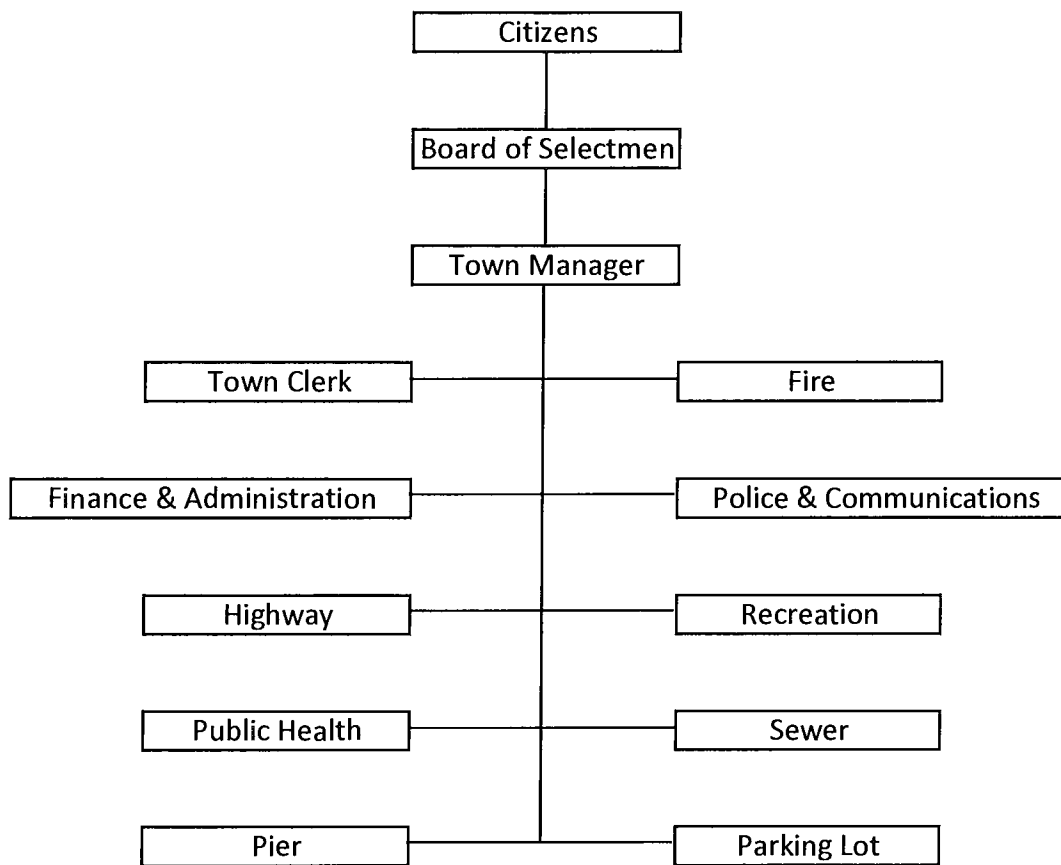 Citizens
Board of Selectmen
Town Manager
Town Clerk
Fire
Finance & Administration
Police & Communications
Highway
Recreation
Public Health
Sewer
Pier
Parking Lot